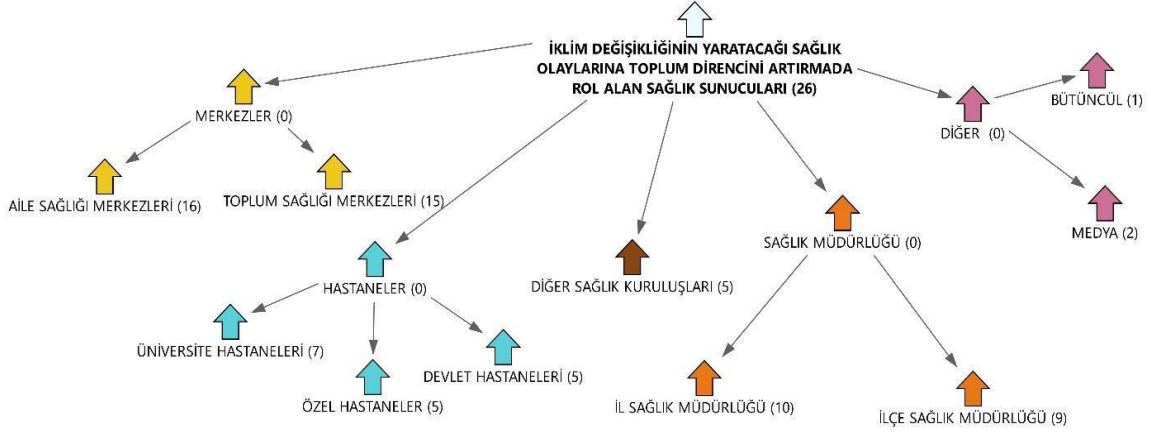 İKLİM DEĞİŞİKLİĞİNİN YARATACAĞI SAĞLIK
OLAYLARINA TOPLUM DİRENCİNİ ARTIRMADA
ROL ALAN SAĞLIK SUNUCULARI (26)
MERKEZLER (0)
AİLE SAĞLIĞI MERKEZLERİ (16)
TOPLUM SAĞLIĞI MERKEZLERİ (15)
HASTANELER (0)
ÜNİVERSİTE HASTANELERİ (7)
ÖZEL HASTANELER (5)
DEVLET HASTANELERİ (5)
DİĞER SAĞLIK KURULUŞLARI (5)
SAĞLIK MÜDÜRLÜĞÜ (0)
İL SAĞLIK MÜDÜRLÜĞÜ (10)
İLÇE SAĞLIK MÜDÜRLÜĞÜ (9)
DİĞER (0)
BÜTÜNCÜL (1)
MEDYA (2)